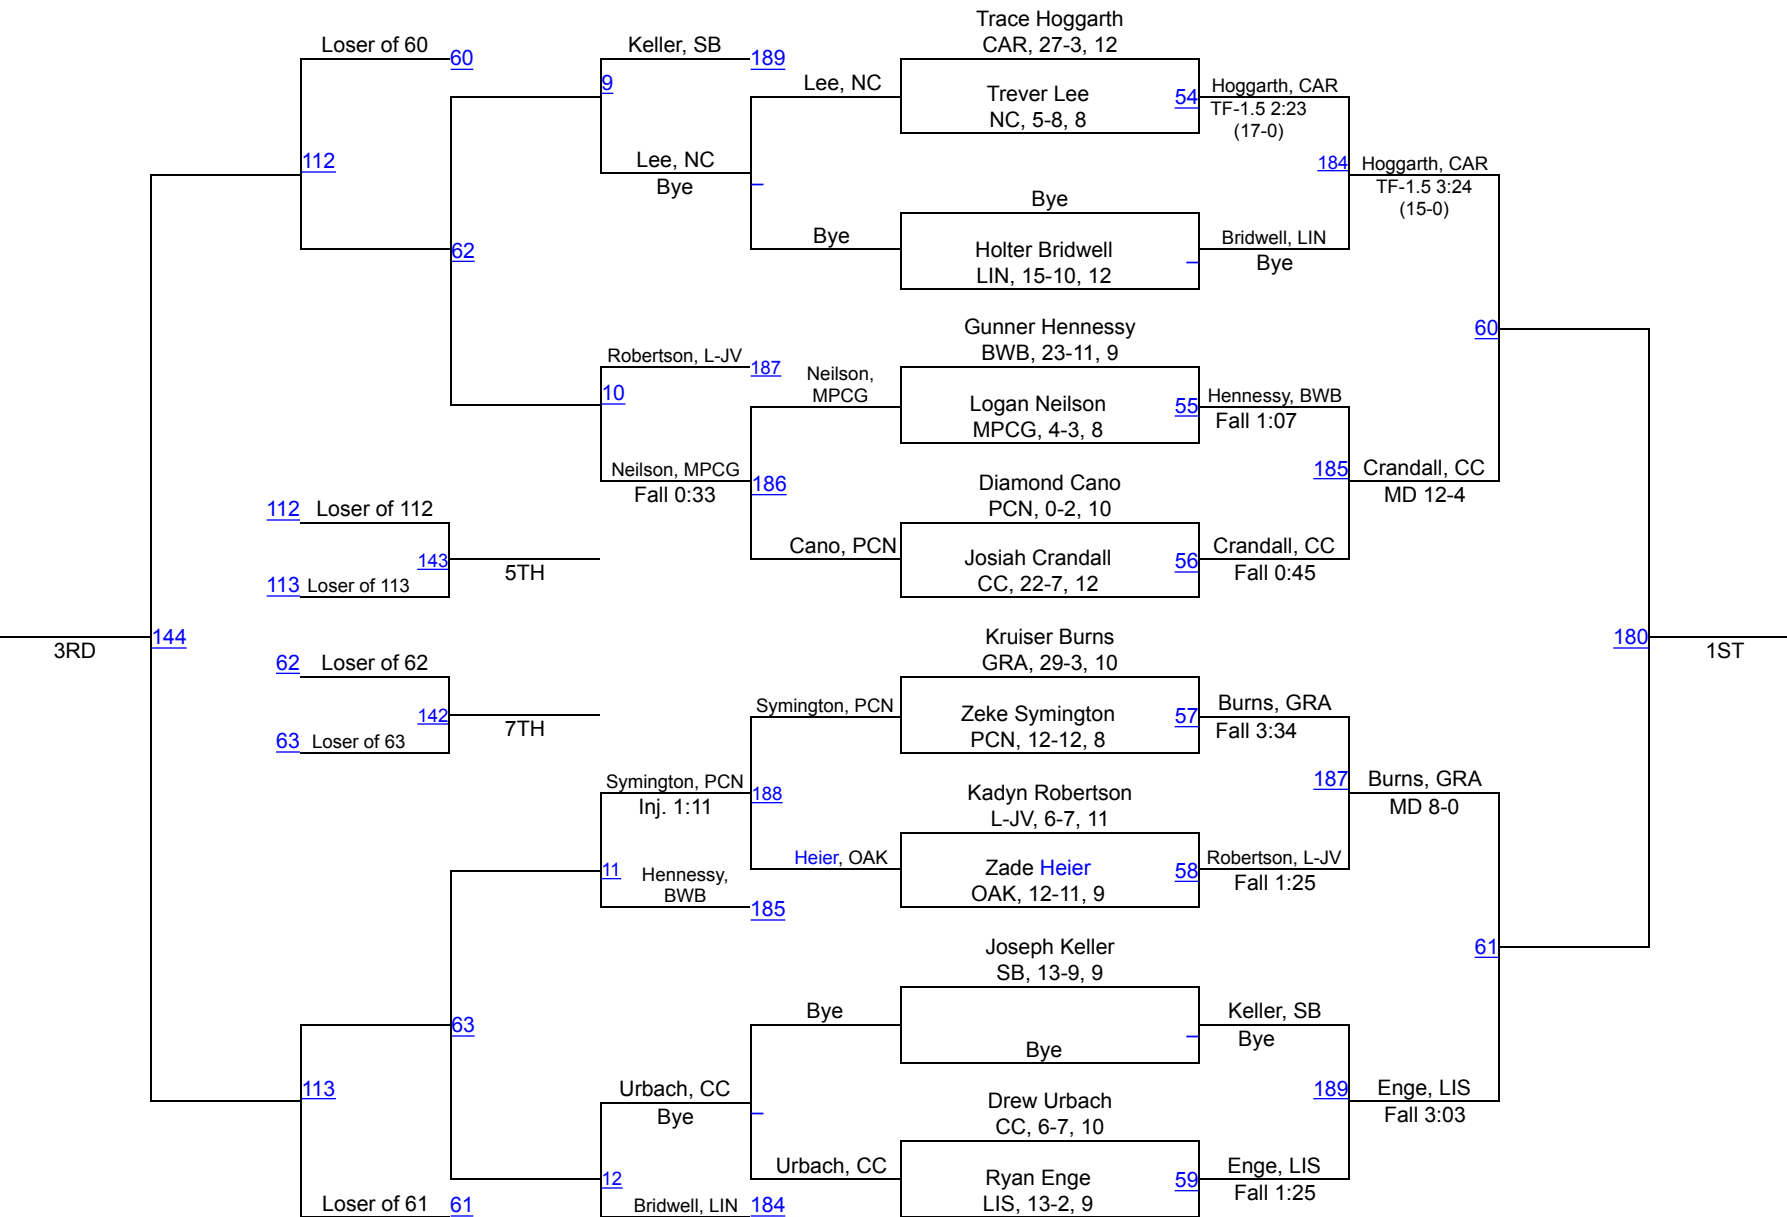 Trace Hoggarth
CAR, 27-3, 12
Loser of 60
60
Keller, SB
189
9
Lee, NC
Trever Lee
NC, 5-8, 8
54
Hoggarth, CAR
TF-1.5 2:23
(17-0)
112
Lee, NC
Bye
184
Hoggarth, CAR
TF-1.5 3:24
(15-0)
Bye
62
Bye
Holter Bridwell
LIN, 15-10, 12
Bridwell, LIN
Bye
Gunner Hennessy
BWB, 23-11, 9
60
Robertson, L-JV
187
10
Neilson,
MPCG
Logan Neilson
MPCG, 4-3, 8
55
Hennessy, BWB
Fall 1:07
Neilson, MPCG
Fall 0:33
186
Diamond Cano
PCN, 0-2, 10
185
Crandall, CC
MD 12-4
112
Loser of 112
143
5TH
113
Loser of 113
Cano, PCN
Josiah Crandall
CC, 22-7, 12
56
Crandall, CC
Fall 0:45
3RD
144
Kruiser Burns
GRA, 29-3, 10
180
1ST
62
Loser of 62
142
7TH
63
Loser of 63
Symington, PCN
Zeke Symington
PCN, 12-12, 8
57
Burns, GRA
Fall 3:34
Symington, PCN
Inj. 1:11
188
Kadyn Robertson
L-JV, 6-7, 11
187
Burns, GRA
MD 8-0
11
Hennessy,
BWB
185
Heier, OAK
Zade Heier
OAK, 12-11, 9
58
Robertson, L-JV
Fall 1:25
Joseph Keller
SB, 13-9, 9
61
63
Bye
Bye
Keller, SB
Bye
113
Urbach, CC
Bye
Drew Urbach
CC, 6-7, 10
189
Enge, LIS
Fall 3:03
12
Urbach, CC
Ryan Enge
LIS, 13-2, 9
59
Enge, LIS
Fall 1:25
Loser of 61
61
Bridwell, LIN
184